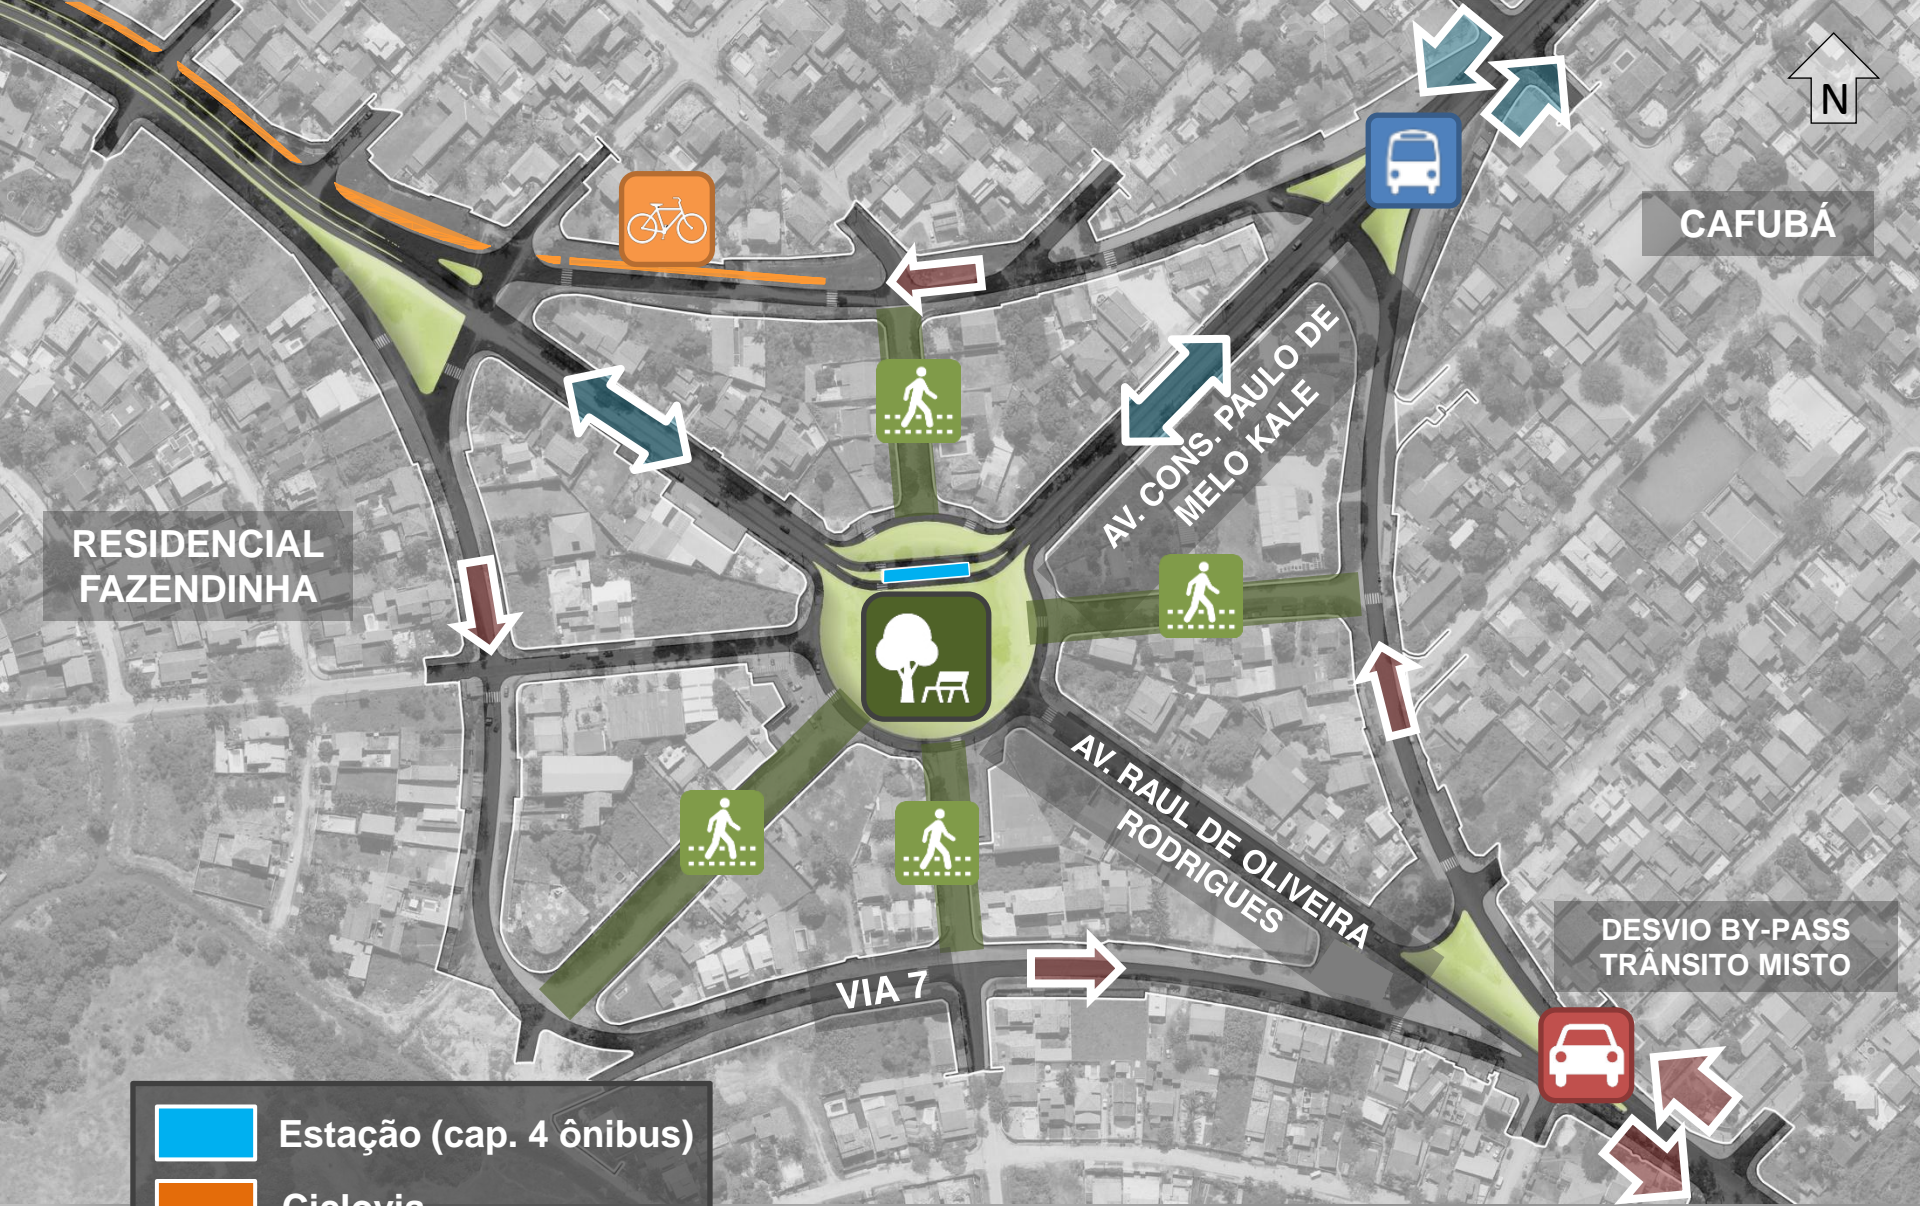 N
CAFUBÁ
AV. CONS. PAULO DE
MELO KALE
RESIDENCIAL
FAZENDINHA
AV. RAUL DE OLIVEIRA
RODRIGUES
DESVIO BY-PASS
TRÂNSITO MISTO
VIA 7
Estação (cap. 4 ônibus)
Ciclovia